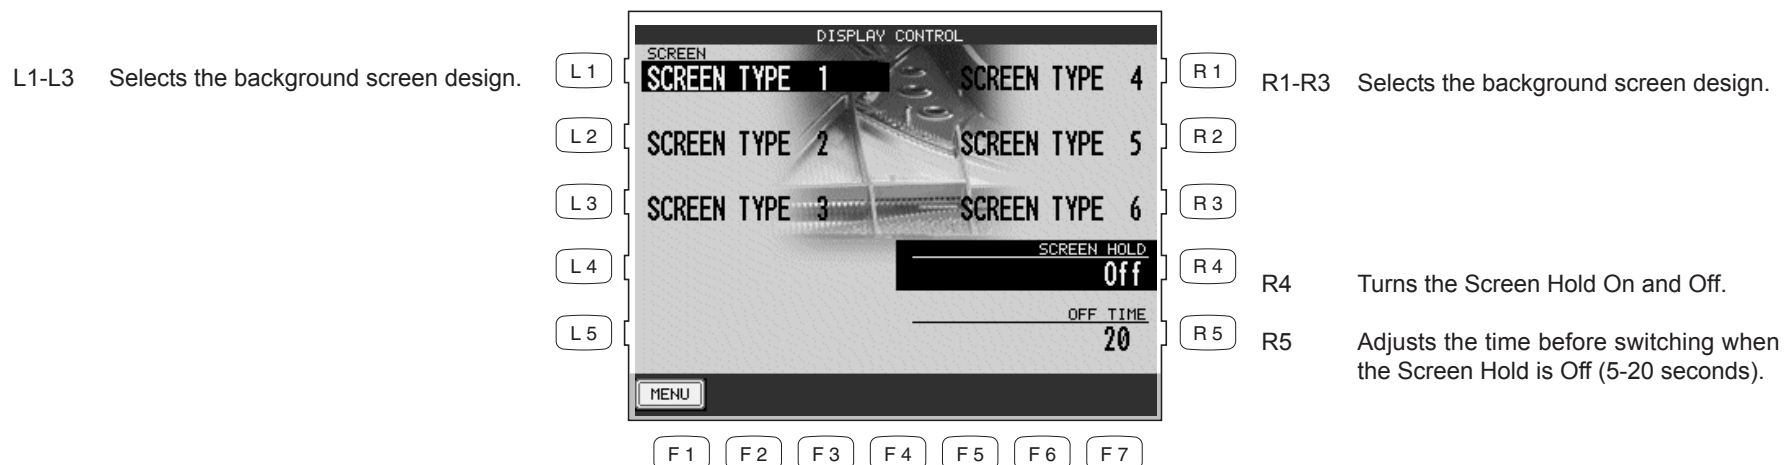 DISPLAY CONTROL
SCREEN
L1-L3 Selects the background screen design.
L 1
SCREEN TYPE 1
SCREEN TYPE 4
R 1
R1-R3 Selects the background screen design.
L 2
SCREEN TYPE 2
SCREEN TYPE 5
R 2
L 3
SCREEN TYPE 3
SCREEN TYPE 6
R 3
L 4
SCREEN HOLD
Off
R 4
R4 Turns the Screen Hold On and Off.
L 5
OFF TIME
20
R 5
R5 Adjusts the time before switching when
the Screen Hold is Off (5-20 seconds).
MENU
F 1 F 2 F 3 F 4 F 5 F 6 F 7